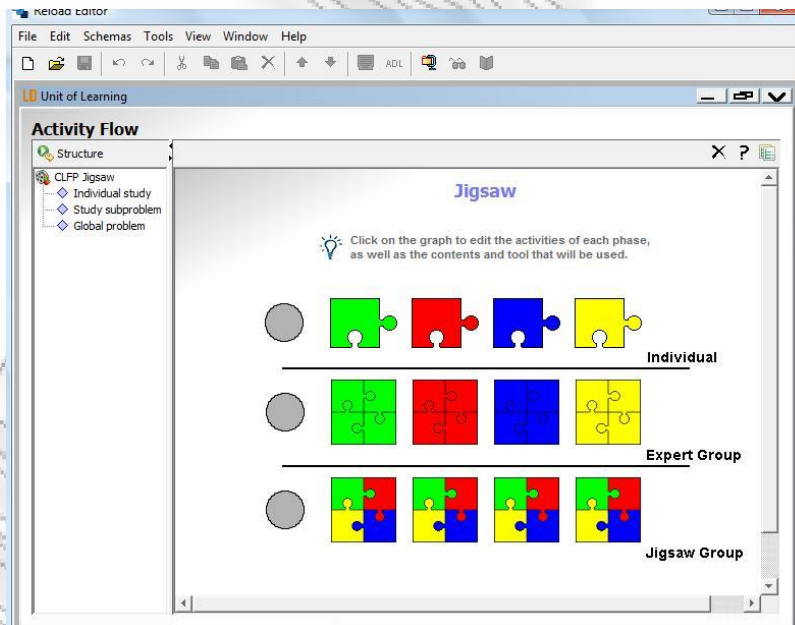 Reload Editor
File Edit Schemas Tools View Window Help
ADL
LD Unit of Learning
Activity Flow
Structure
CLFP Jigsaw
Individual study
Study subproblem
Global problem
Jigsaw
Click on the graph to edit the activities of each phase,
as well as the contents and tool that will be used.
Individual
Expert Group
Jigsaw Group